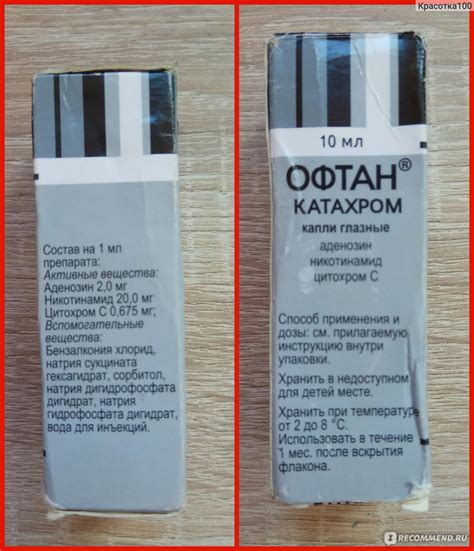 Красотка100
Состав на 1 мл
препарата:
Активные вещества:
Аденозин 2,0 мг
Никотинамид 20,0 мг
Цитохром С 0,675 мг;
Вспомогательные
вещества:
Бензалкония хлорид,
натрия сукцината
гексагидрат, сорбитол,
натрия дигидрофосфата
дигидрат, натрия
гидрофосфата дигидрат,
вода для инъекций.
10 мл
ОФТАН®
КАТАХРОМ
капли глазные
аденозин
никотинамид
цитохром С
Способ применения и
дозы: см. прилагаемую
инструкцию внутри
упаковки.
Хранить в недоступном
для детей месте.
Хранить при температуре
от 2 до 8 °C.
Использовать в течение
1 мес. после вскрытия
флакона.
I RECOMMEND.RU